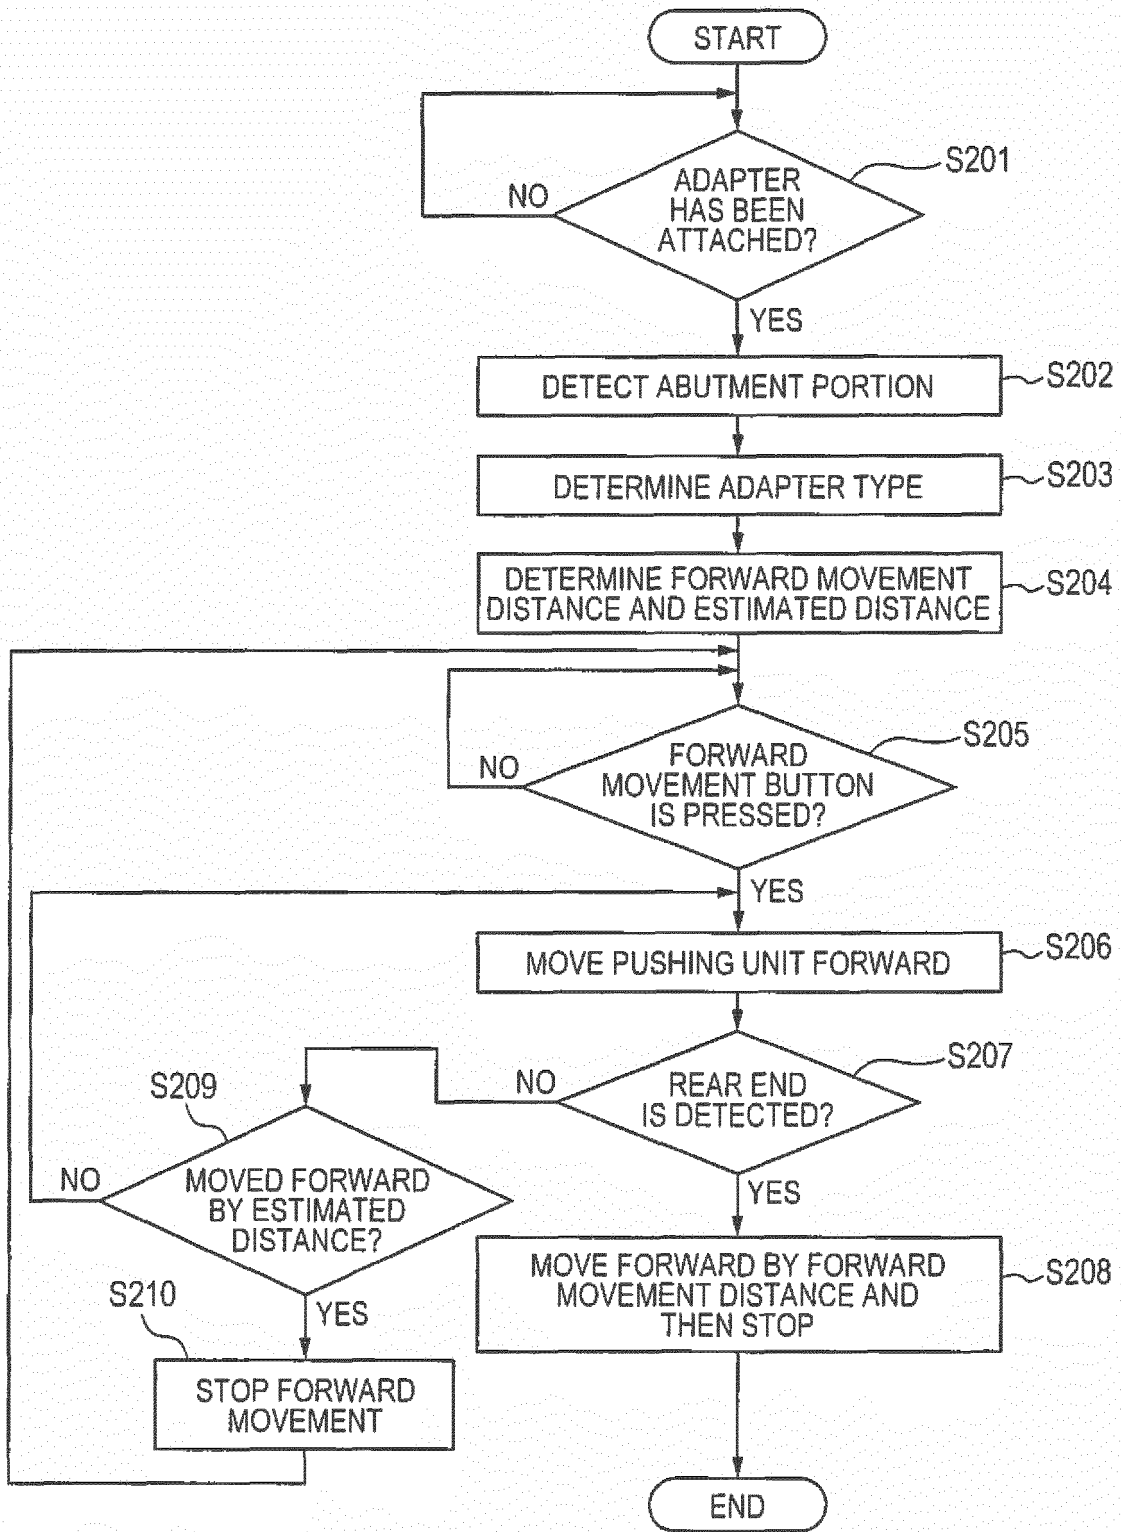 START
S201
ADAPTER
HAS BEEN
ATTACHED?
NO
YES
DETECT ABUTMENT PORTION
S202
DETERMINE ADAPTER TYPE
S203
DETERMINE FORWARD MOVEMENT
DISTANCE AND ESTIMATED DISTANCE
S204
S205
FORWARD
MOVEMENT BUTTON
IS PRESSED?
NO
YES
MOVE PUSHING UNIT FORWARD
S206
S207
REAR END
IS DETECTED?
NO
YES
S209
MOVED FORWARD
BY ESTIMATED
DISTANCE?
NO
YES
MOVE FORWARD BY FORWARD
MOVEMENT DISTANCE AND
THEN STOP
S208
S210
STOP FORWARD
MOVEMENT
END